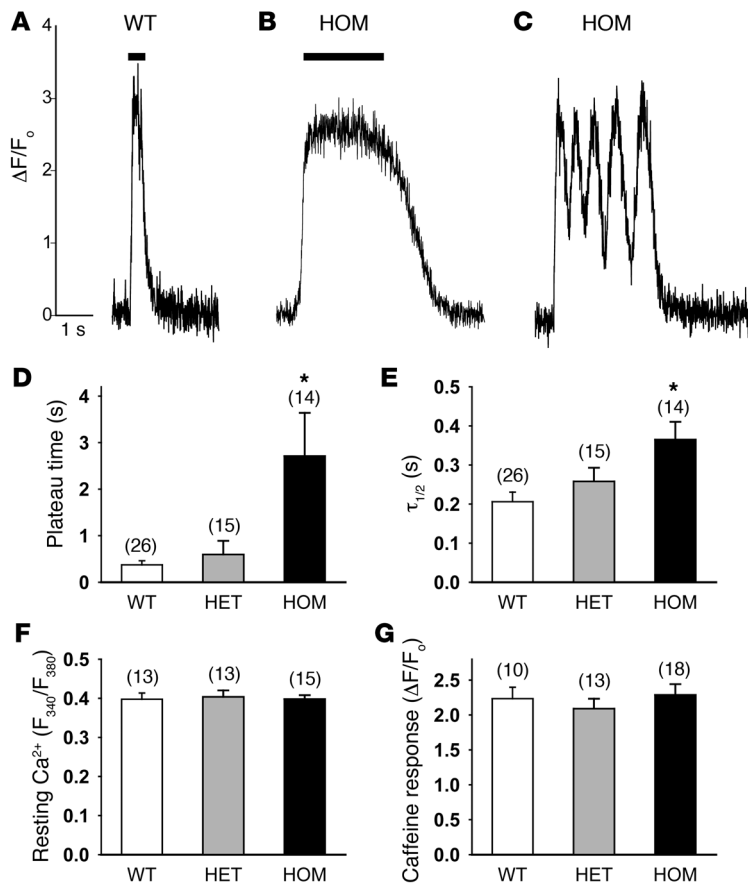 A WT B HOM C HOM
4
3
2
1
0
ΔF/Fo
1 s
D
Plateau time (s)
4
3
2
1
0
(26)
(15)
*
(14)
WT HET HOM
E
τ1/2 (s)
0.5
0.4
0.3
0.2
0.1
0.0
(26)
(15)
*
(14)
WT HET HOM
F
Resting Ca2+ (F340/F380)
0.5
0.4
0.3
0.2
0.1
0.0
(13) (13) (15)
WT HET HOM
G
Caffeine response (ΔF/Fo)
2.5
2.0
1.5
1.0
0.5
0.0
(10) (13) (18)
WT HET HOM